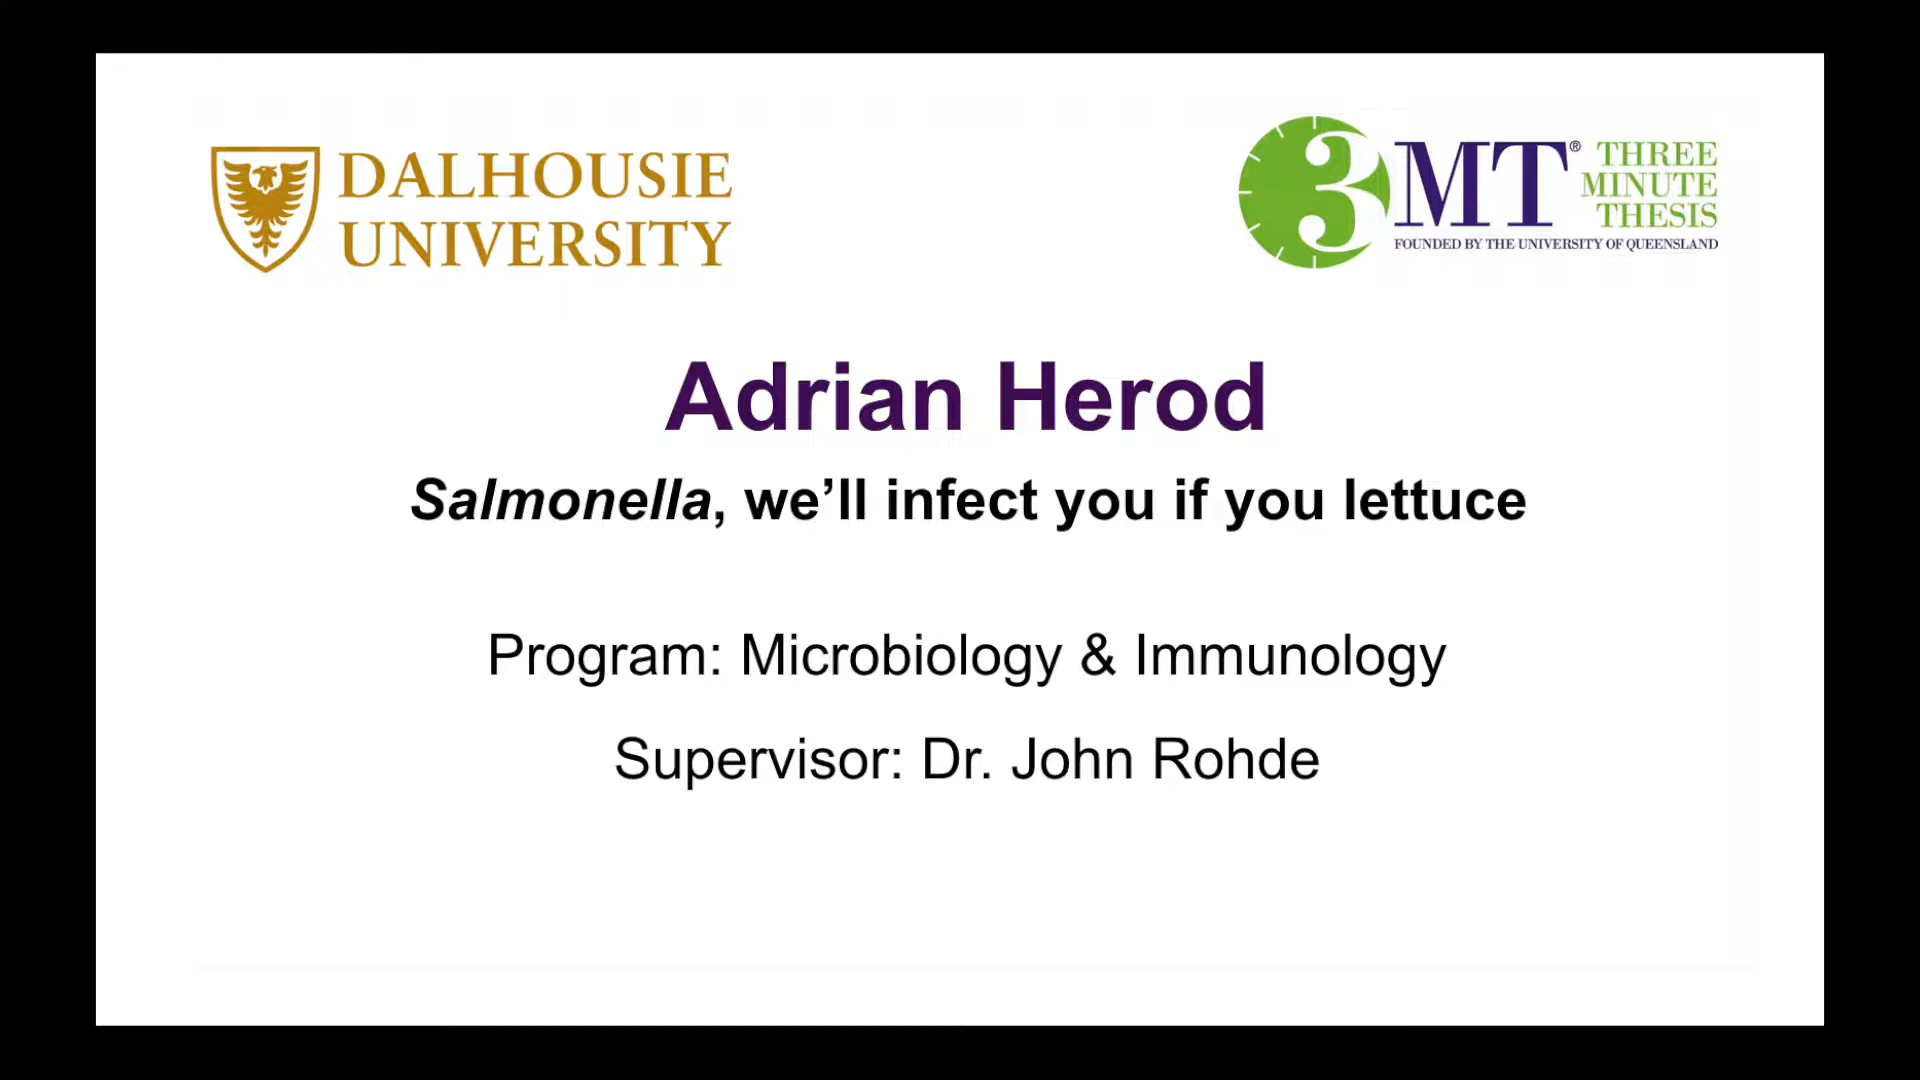 DALHOUSIE
UNIVERSITY
3MT® THREE
MINUTE
THESIS
FOUNDED BY THE UNIVERSITY OF QUEENSLAND
Adrian Herod
Salmonella, we’ll infect you if you lettuce
Program: Microbiology & Immunology
Supervisor: Dr. John Rohde